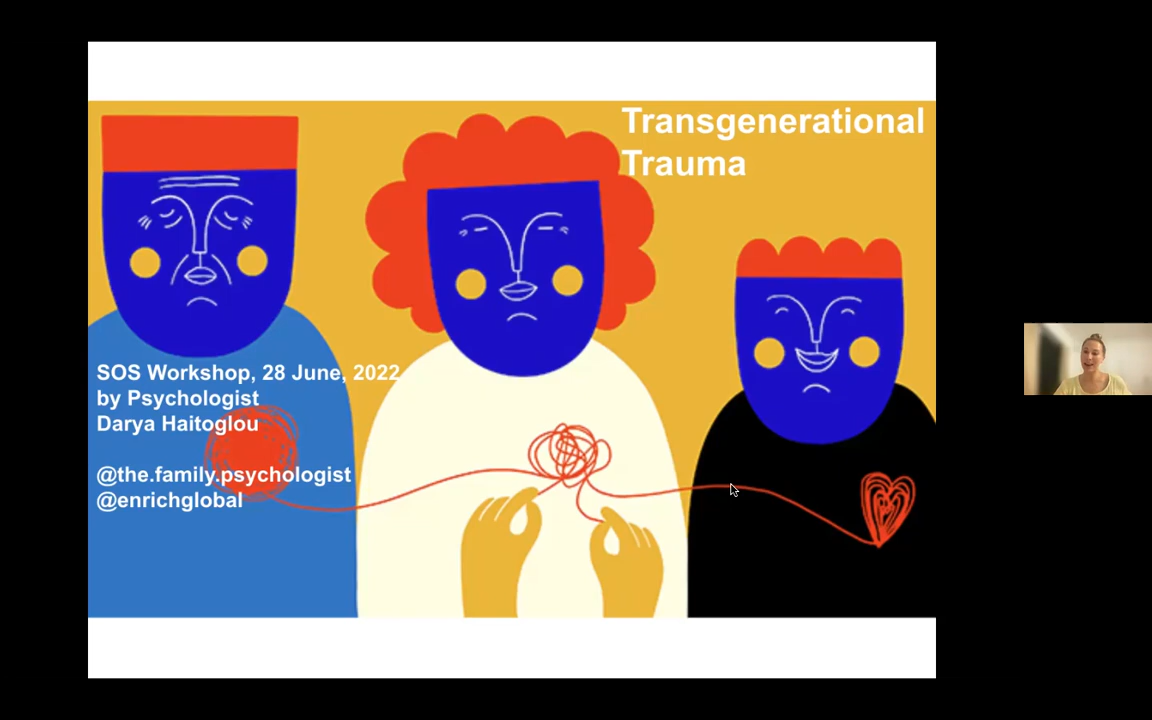 Transgenerational
Trauma
SOS Workshop, 28 June, 2022
by Psychologist
Darya Haitoglou
@the.family.psychologist
@enrichglobal